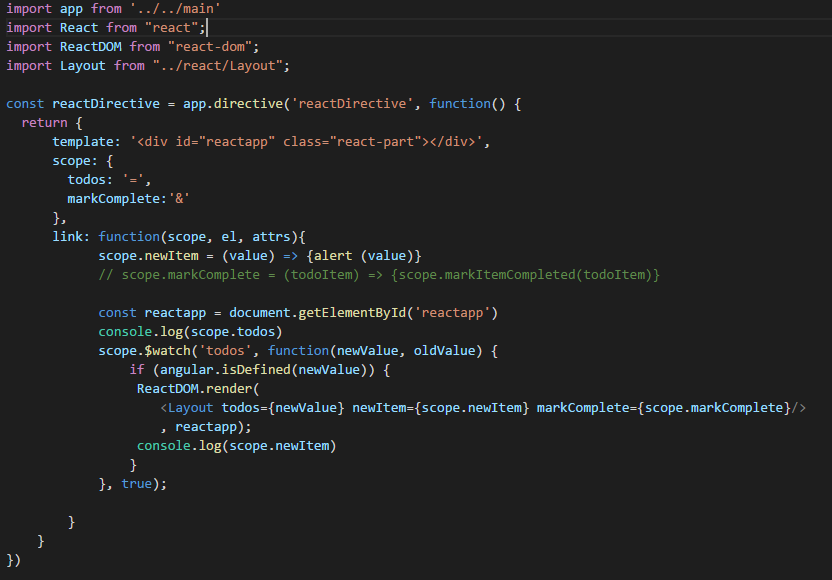 import app from '../../main'
import React from "react";
import ReactDOM from "react-dom";
import Layout from "../react/Layout";

const reactDirective = app.directive('reactDirective', function() {
  return {
      template: '<div id="reactapp" class="react-part"></div>',
      scope: {
        todos: '=',
        markComplete:'&'
      },
      link: function(scope, el, attrs){
            scope.newItem = (value) => {alert (value)}
            // scope.markComplete = (todoItem) => {scope.markItemCompleted(todoItem)}

            const reactapp = document.getElementById('reactapp')
            console.log(scope.todos)
            scope.$watch('todos', function(newValue, oldValue) {
                if (angular.isDefined(newValue)) {
                 ReactDOM.render(
                    <Layout todos={newValue} newItem={scope.newItem} markComplete={scope.markComplete}/>
                    , reactapp);
                 console.log(scope.newItem)
                }
            }, true);

        }
    }
})